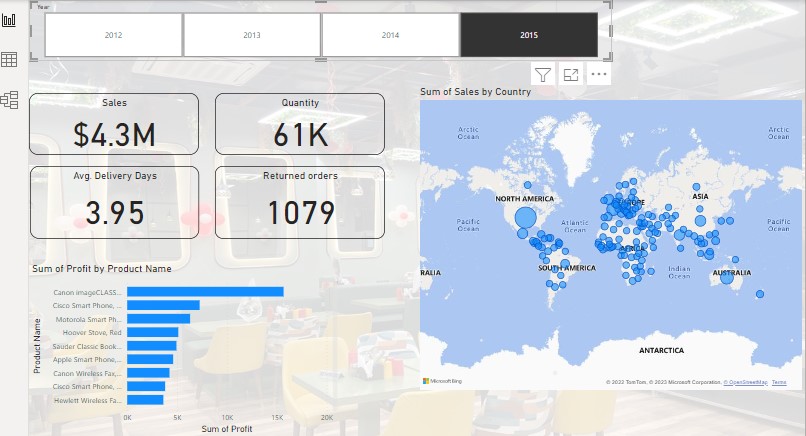 Year
2012 2013 2014 2015
Sum of Sales by Country
Sales
$4.3M
Quantity
61K
Avg. Delivery Days
3.95
Returned orders
1079
Arctic Ocean
Arctic Ocean
NORTH AMERICA
EUROPE
ASIA
Pacific Ocean
Atlantic Ocean
Pacific Ocean
AFRICA
RALIA
SOUTH AMERICA
Indian Ocean
AUSTRALIA
ANTARCTICA
Microsoft Bing
© 2022 TomTom, © 2023 Microsoft Corporation, © OpenStreetMap Terms
Sum of Profit by Product Name
Product Name
Canon imageCLASS...
Cisco Smart Phone, ...
Motorola Smart Ph...
Hoover Stove, Red
Sauder Classic Book...
Apple Smart Phone,...
Canon Wireless Fax,...
Cisco Smart Phone, ...
Hewlett Wireless Fa...
0K 5K 10K 15K 20K
Sum of Profit